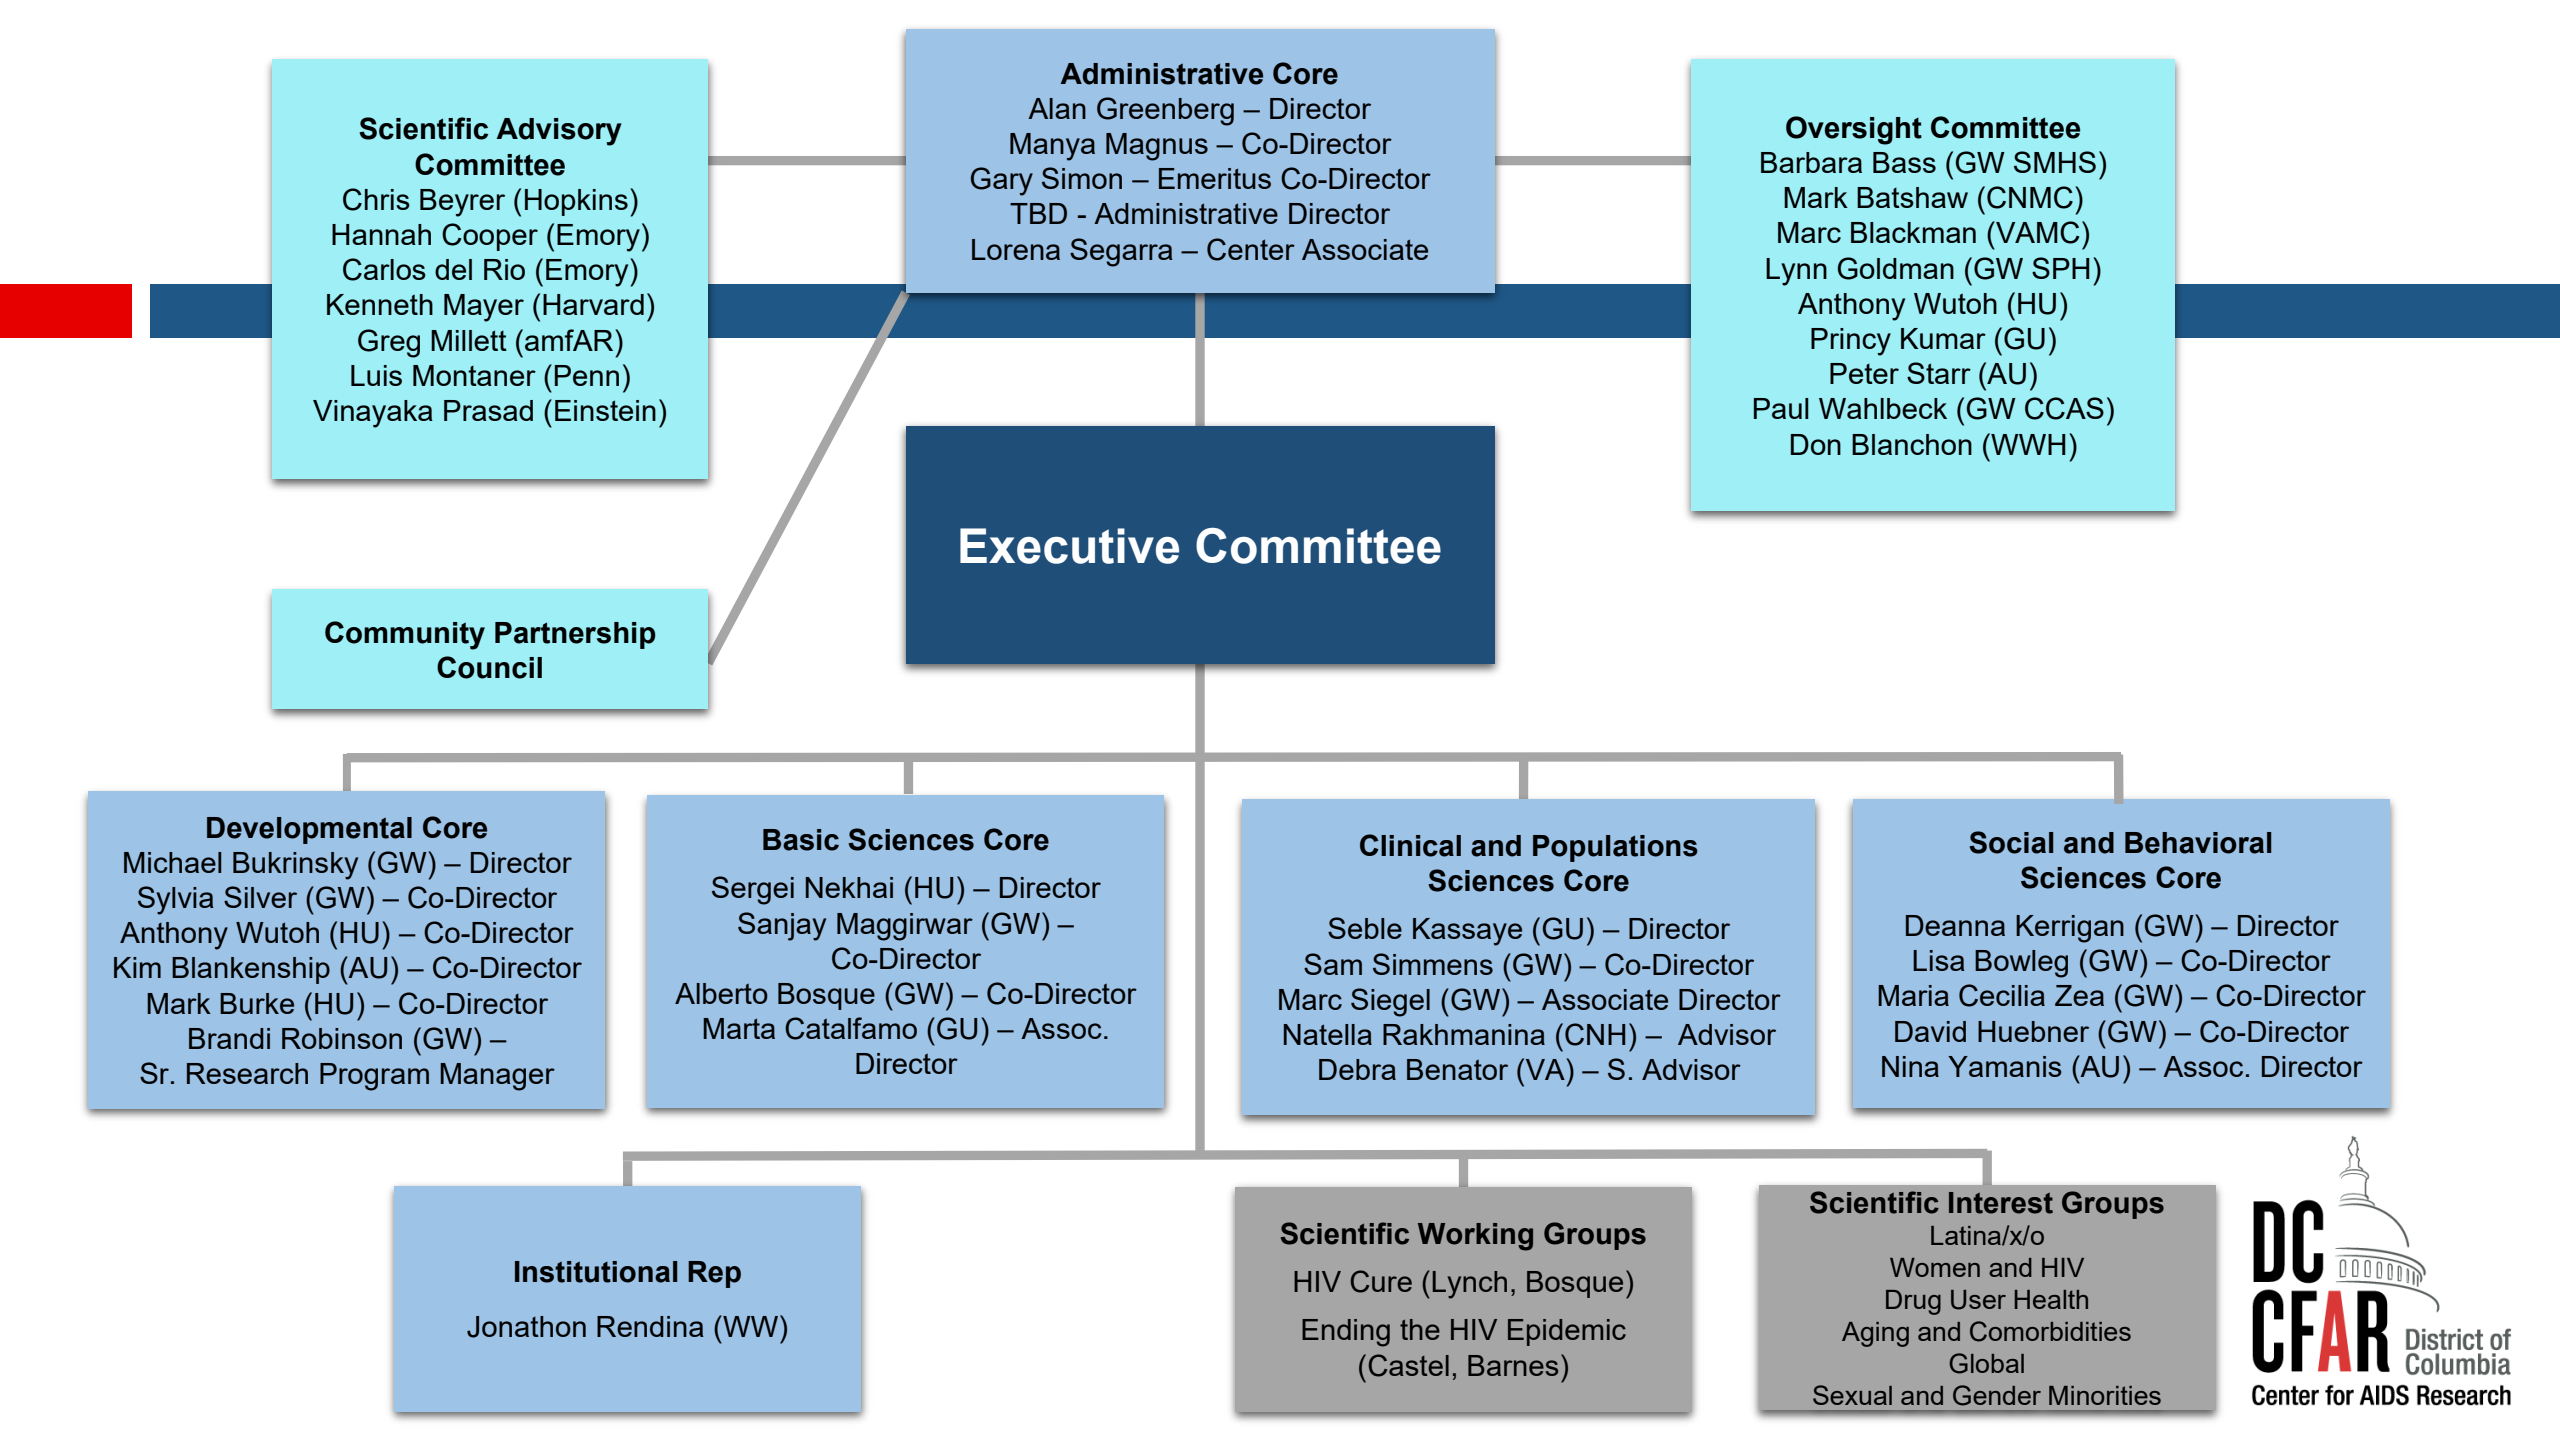 Scientific Advisory
Committee
Chris Beyrer (Hopkins)
Hannah Cooper (Emory)
Carlos del Rio (Emory)
Kenneth Mayer (Harvard)
Greg Millett (amfAR)
Luis Montaner (Penn)
Vinayaka Prasad (Einstein)
Administrative Core
Alan Greenberg – Director
Manya Magnus – Co-Director
Gary Simon – Emeritus Co-Director
TBD - Administrative Director
Lorena Segarra – Center Associate
Oversight Committee
Barbara Bass (GW SMHS)
Mark Batshaw (CNMC)
Marc Blackman (VAMC)
Lynn Goldman (GW SPH)
Anthony Wutoh (HU)
Princy Kumar (GU)
Peter Starr (AU)
Paul Wahlbeck (GW CCAS)
Don Blanchon (WWH)
Executive Committee
Community Partnership
Council
Developmental Core
Michael Bukrinsky (GW) – Director
Sylvia Silver (GW) – Co-Director
Anthony Wutoh (HU) – Co-Director
Kim Blankenship (AU) – Co-Director
Mark Burke (HU) – Co-Director
Brandi Robinson (GW) –
Sr. Research Program Manager
Basic Sciences Core
Sergei Nekhai (HU) – Director
Sanjay Maggirwar (GW) –
Co-Director
Alberto Bosque (GW) – Co-Director
Marta Catalfamo (GU) – Assoc.
Director
Clinical and Populations
Sciences Core
Seble Kassaye (GU) – Director
Sam Simmens (GW) – Co-Director
Marc Siegel (GW) – Associate Director
Natella Rakhmanina (CNH) –  Advisor
Debra Benator (VA) – S. Advisor
Social and Behavioral
Sciences Core
Deanna Kerrigan (GW) – Director
Lisa Bowleg (GW) – Co-Director
Maria Cecilia Zea (GW) – Co-Director
David Huebner (GW) – Co-Director
Nina Yamanis (AU) – Assoc. Director
Institutional Rep
Jonathon Rendina (WW)
Scientific Working Groups
HIV Cure (Lynch, Bosque)
Ending the HIV Epidemic
(Castel, Barnes)
Scientific Interest Groups
Latina/x/o
Women and HIV
Drug User Health
Aging and Comorbidities
Global
Sexual and Gender Minorities
DC
CFAR
District of
Columbia
Center for AIDS Research